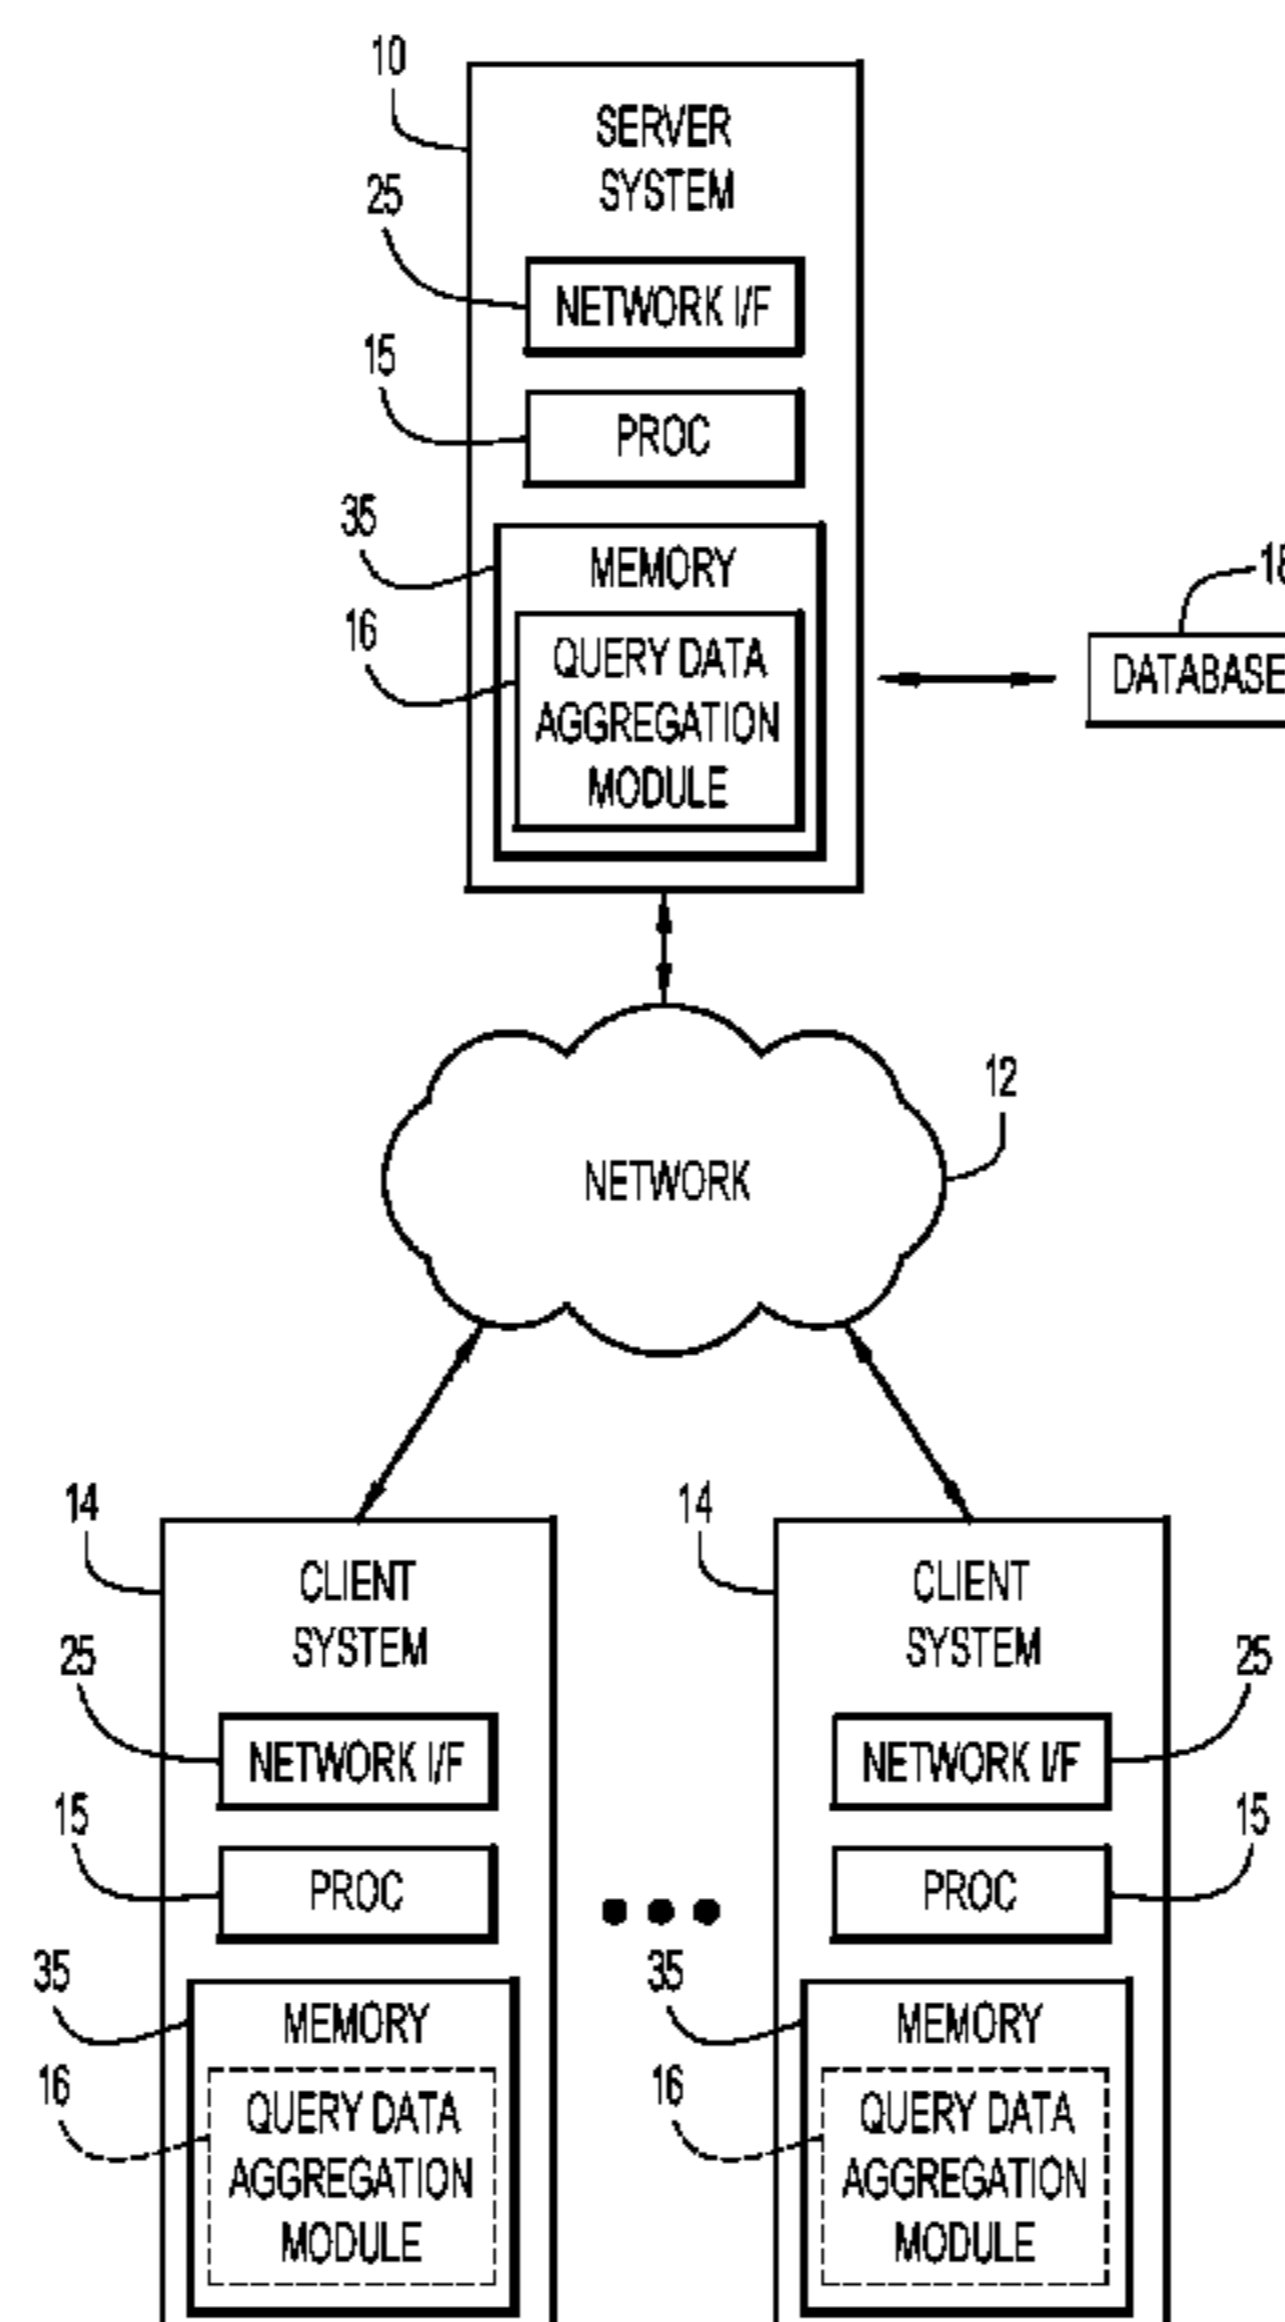 10
SERVER
SYSTEM
25
NETWORK I/F
15
PROC
35
MEMORY
16
QUERY DATA
AGGREGATION
MODULE
18
DATABASE
12
NETWORK
14
CLIENT
SYSTEM
25
NETWORK I/F
15
PROC
35
MEMORY
16
QUERY DATA
AGGREGATION
MODULE
14
CLIENT
SYSTEM
25
NETWORK I/F
15
PROC
35
MEMORY
16
QUERY DATA
AGGREGATION
MODULE